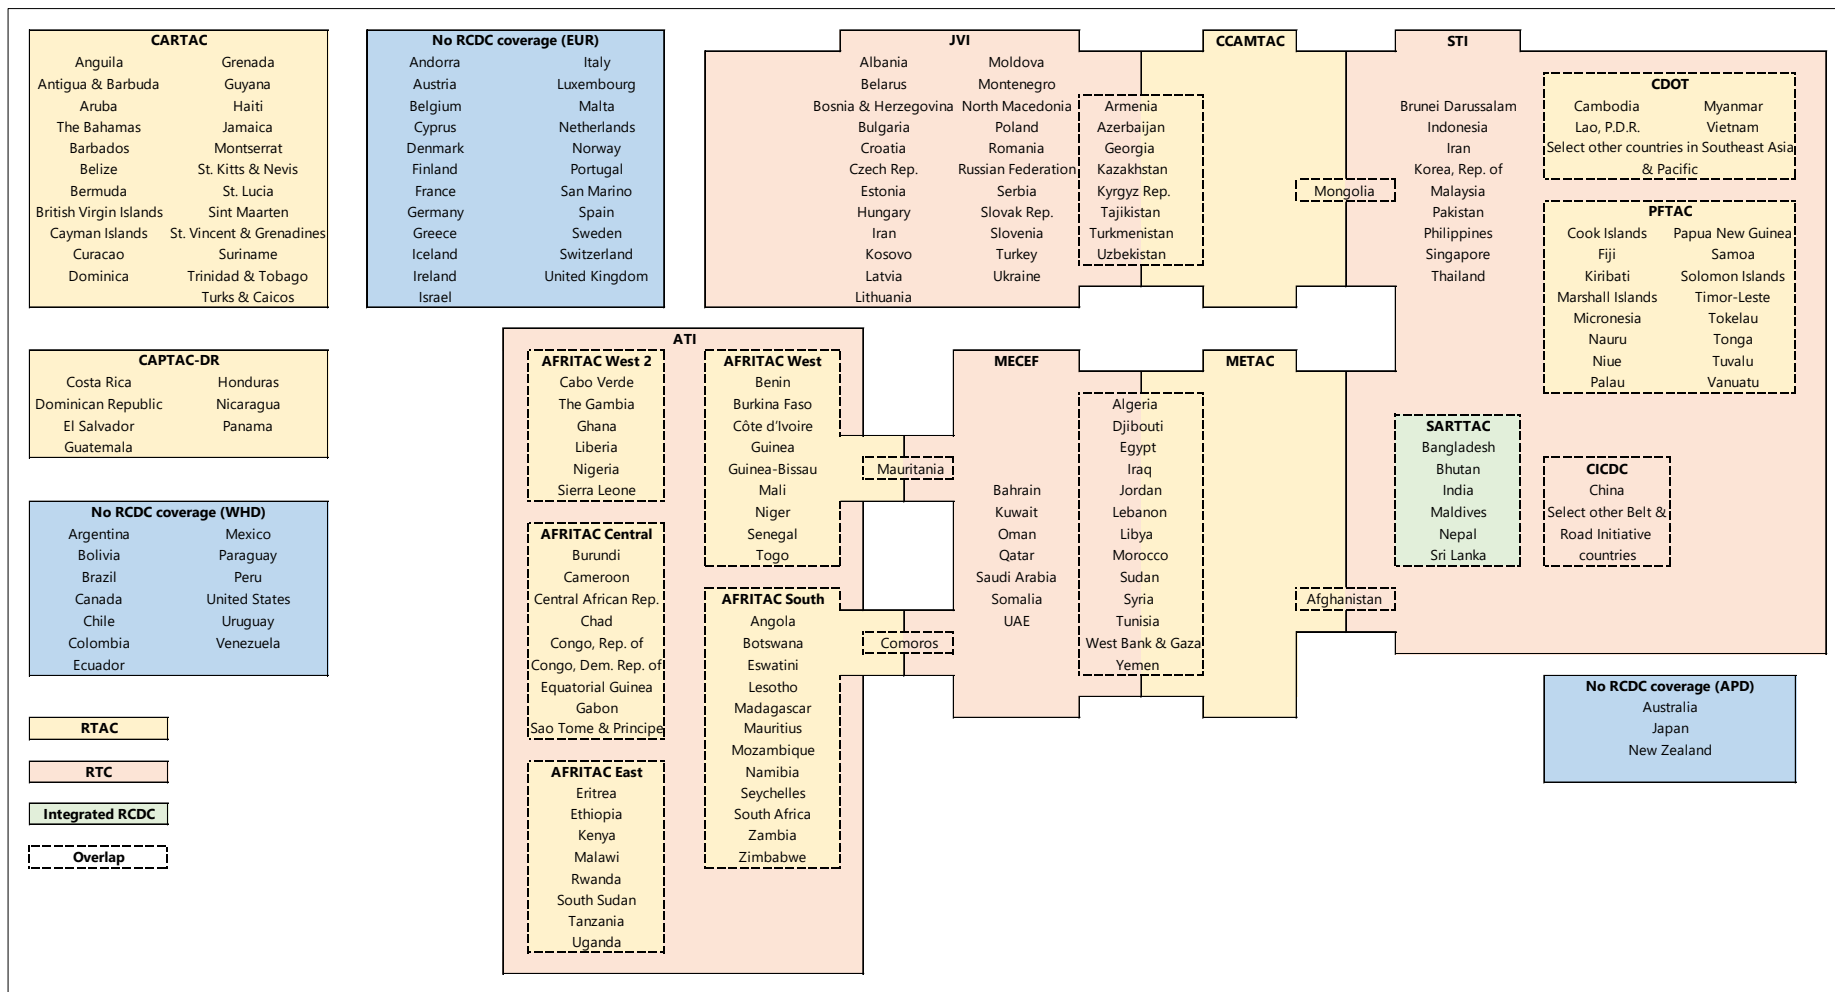 CARTAC
Anguila Grenada
Antigua & Barbuda Guyana
Aruba Haiti
The Bahamas Jamaica
Barbados Montserrat
Belize St. Kitts & Nevis
Bermuda St. Lucia
British Virgin Islands Sint Maarten
Cayman Islands St. Vincent & Grenadines
Curacao Suriname
Dominica Trinidad & Tobago
Turks & Caicos
No RCDC coverage (EUR)
Andorra Italy
Austria Luxembourg
Belgium Malta
Cyprus Netherlands
Denmark Norway
Finland Portugal
France San Marino
Germany Spain
Greece Sweden
Iceland Switzerland
Ireland United Kingdom
Israel
JVI
Albania Moldova
Belarus Montenegro
Bosnia & Herzegovina North Macedonia
Bulgaria Poland
Croatia Romania
Czech Rep. Russian Federation
Estonia Serbia
Hungary Slovak Rep.
Iran Slovenia
Kosovo Turkey
Latvia Ukraine
Lithuania
Armenia
Azerbaijan
Georgia
Kazakhstan
Kyrgyz Rep.
Tajikistan
Turkmenistan
Uzbekistan
CCAMTAC
Mongolia
STI
Brunei Darussalam
Indonesia
Iran
Korea, Rep. of
Malaysia
Pakistan
Philippines
Singapore
Thailand
CDOT
Cambodia Myanmar
Lao, P.D.R. Vietnam
Select other countries in Southeast Asia
& Pacific
PFTAC
Cook Islands Papua New Guinea
Fiji Samoa
Kiribati Solomon Islands
Marshall Islands Timor-Leste
Micronesia Tokelau
Nauru Tonga
Niue Tuvalu
Palau Vanuatu
CAPTAC-DR
Costa Rica Honduras
Dominican Republic Nicaragua
El Salvador Panama
Guatemala
No RCDC coverage (WHD)
Argentina Mexico
Bolivia Paraguay
Brazil Peru
Canada United States
Chile Uruguay
Colombia Venezuela
Ecuador
RTAC
RTC
Integrated RCDC
Overlap
ATI
AFRITAC West 2
Cabo Verde
The Gambia
Ghana
Liberia
Nigeria
Sierra Leone
AFRITAC Central
Burundi
Cameroon
Central African Rep.
Chad
Congo, Rep. of
Congo, Dem. Rep. of
Equatorial Guinea
Gabon
Sao Tome & Principe
AFRITAC East
Eritrea
Ethiopia
Kenya
Malawi
Rwanda
South Sudan
Tanzania
Uganda
AFRITAC West
Benin
Burkina Faso
Côte d'Ivoire
Guinea
Guinea-Bissau
Mali
Niger
Senegal
Togo
AFRITAC South
Angola
Botswana
Eswatini
Lesotho
Madagascar
Mauritius
Mozambique
Namibia
Seychelles
South Africa
Zambia
Zimbabwe
Mauritania
Comoros
MECEF
Bahrain
Kuwait
Oman
Qatar
Saudi Arabia
Somalia
UAE
Algeria
Djibouti
Egypt
Iraq
Jordan
Lebanon
Libya
Morocco
Sudan
Syria
Tunisia
West Bank & Gaza
Yemen
METAC
Afghanistan
SARTTAC
Bangladesh
Bhutan
India
Maldives
Nepal
Sri Lanka
CICDC
China
Select other Belt &
Road Initiative
countries
No RCDC coverage (APD)
Australia
Japan
New Zealand